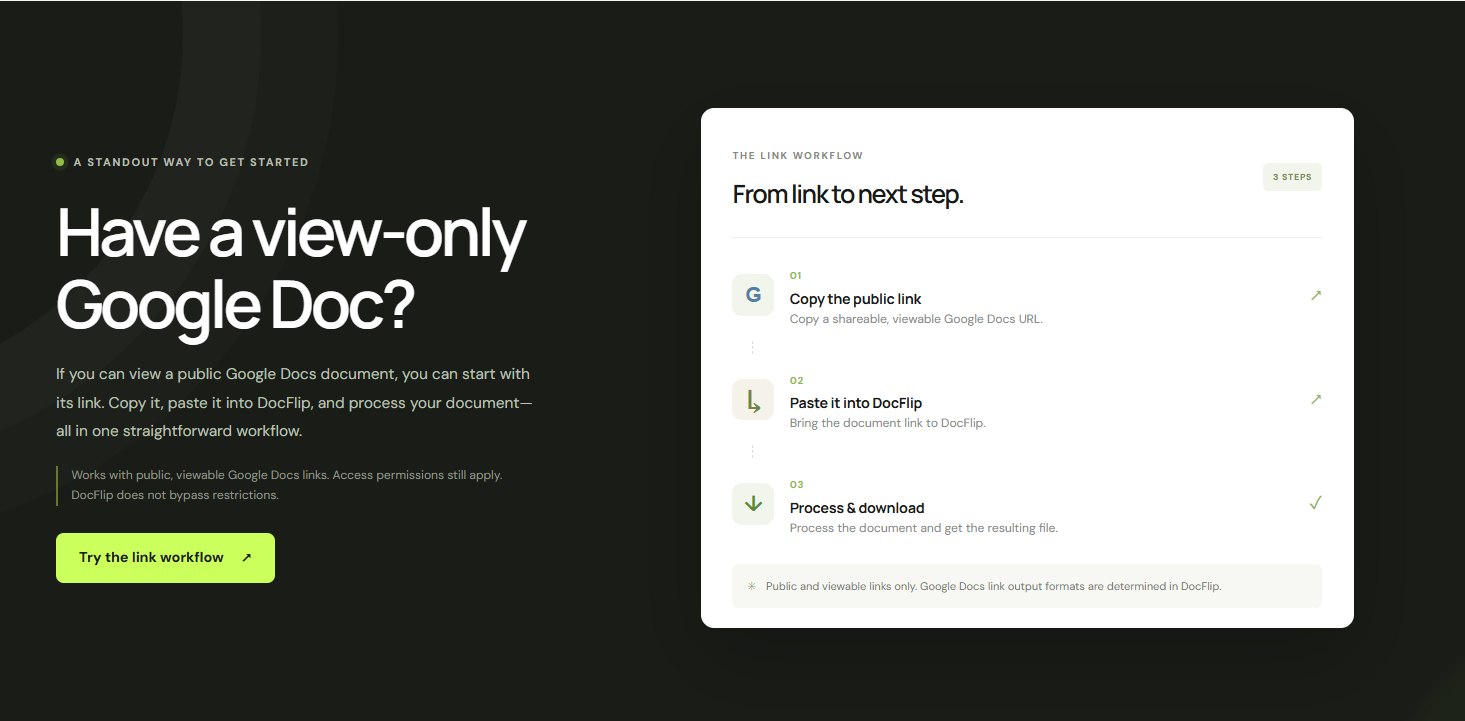 A STANDOUT WAY TO GET STARTED
Have a view-only
Google Doc?
If you can view a public Google Docs document, you can start with
its link. Copy it, paste it into DocFlip, and process your document—
all in one straightforward workflow.
Works with public, viewable Google Docs links. Access permissions still apply.
DocFlip does not bypass restrictions.
Try the link workflow ↗
THE LINK WORKFLOW
From link to next step.
3 STEPS
G
01
Copy the public link
Copy a shareable, viewable Google Docs URL.
↗
↳
02
Paste it into DocFlip
Bring the document link to DocFlip.
↗
↓
03
Process & download
Process the document and get the resulting file.
✓
✳ Public and viewable links only. Google Docs link output formats are determined in DocFlip.